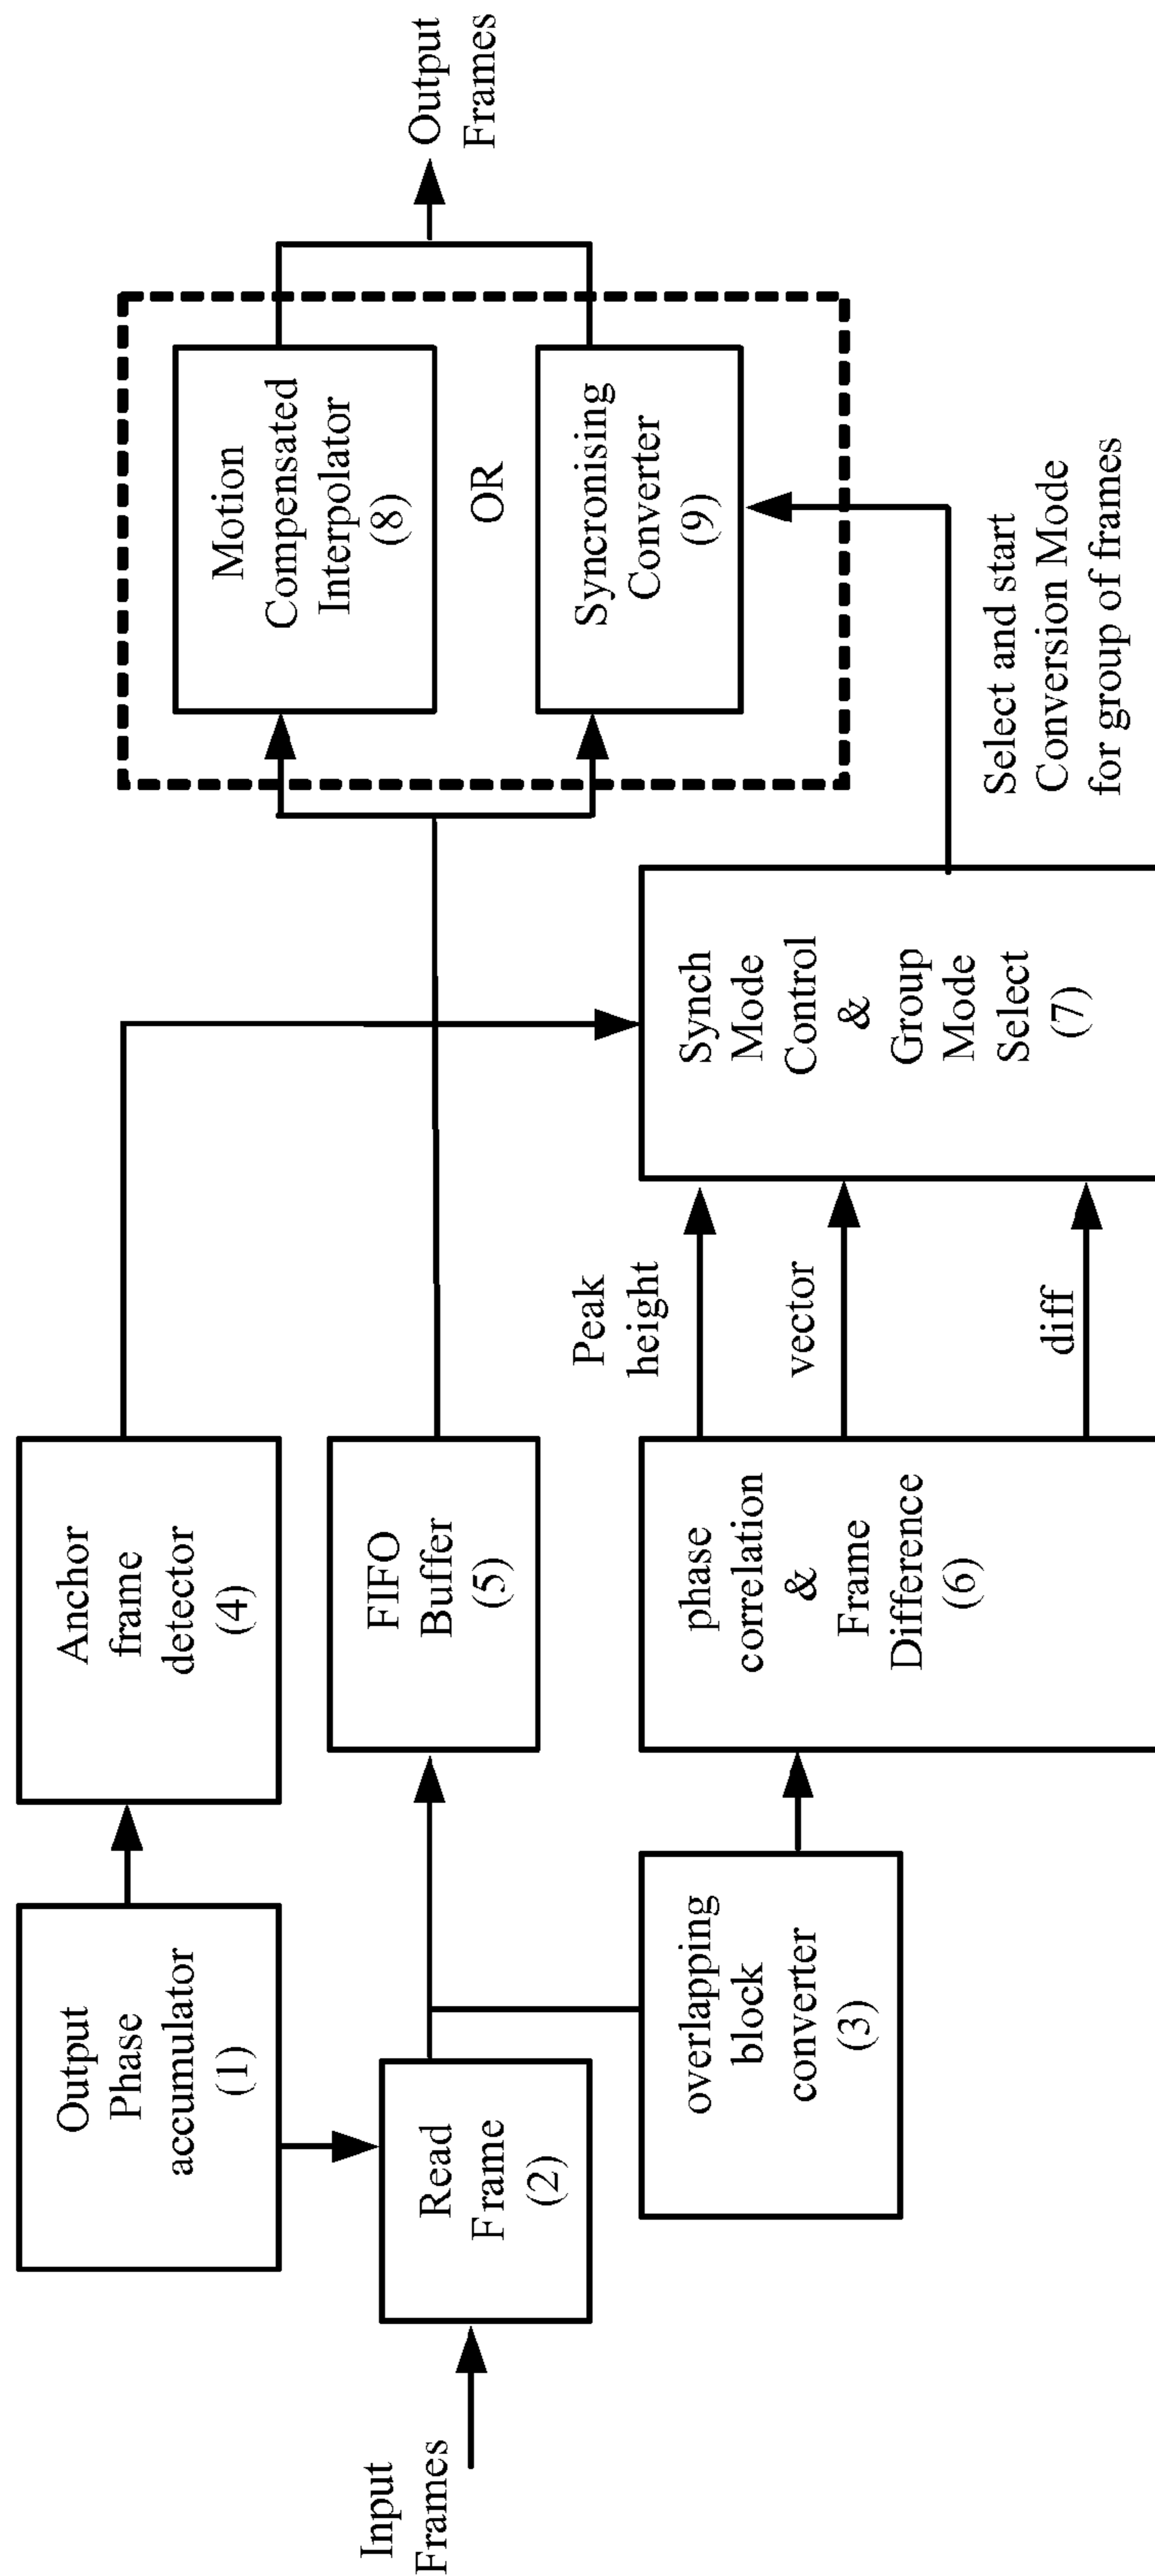 Input
Frames
Output
Phase
accumulator
(1)
Read
Frame
(2)
overlapping
block
converter
(3)
Anchor
frame
detector
(4)
FIFO
Buffer
(5)
phase
correlation
&
Frame
Difference
(6)
Peak
height
vector
diff
Synch
Mode
Control
&
Group
Mode
Select
(7)
Select and start
Conversion Mode
for group of frames
Motion
Compensated
Interpolator
(8)
OR
Syncronising
Converter
(9)
Output
Frames